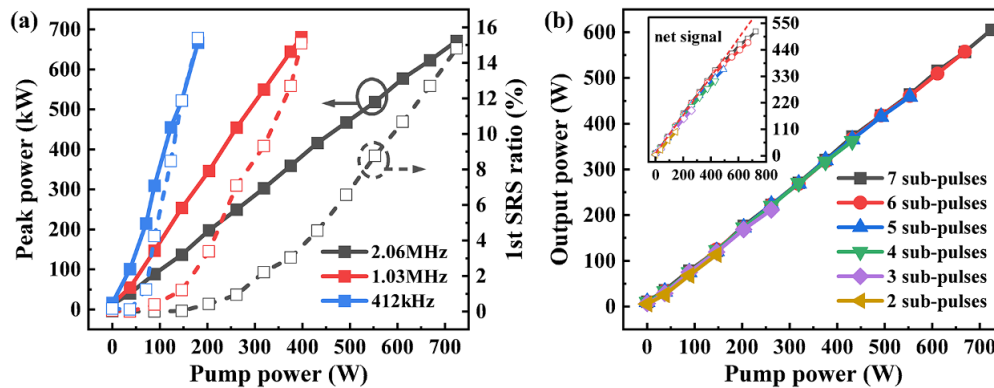 (a)
700
600
500
400
300
200
100
0
Peak power (kW)
16
14
12
10
8
6
4
2
0
1st SRS ratio (%)
2.06MHz
1.03MHz
412kHz
0 100 200 300 400 500 600 700
Pump power (W)
(b)
600
500
400
300
200
100
0
Output power (W)
net signal
550
440
330
220
110
0
0 200 400 600 800
7 sub-pulses
6 sub-pulses
5 sub-pulses
4 sub-pulses
3 sub-pulses
2 sub-pulses
0 100 200 300 400 500 600 700
Pump power (W)